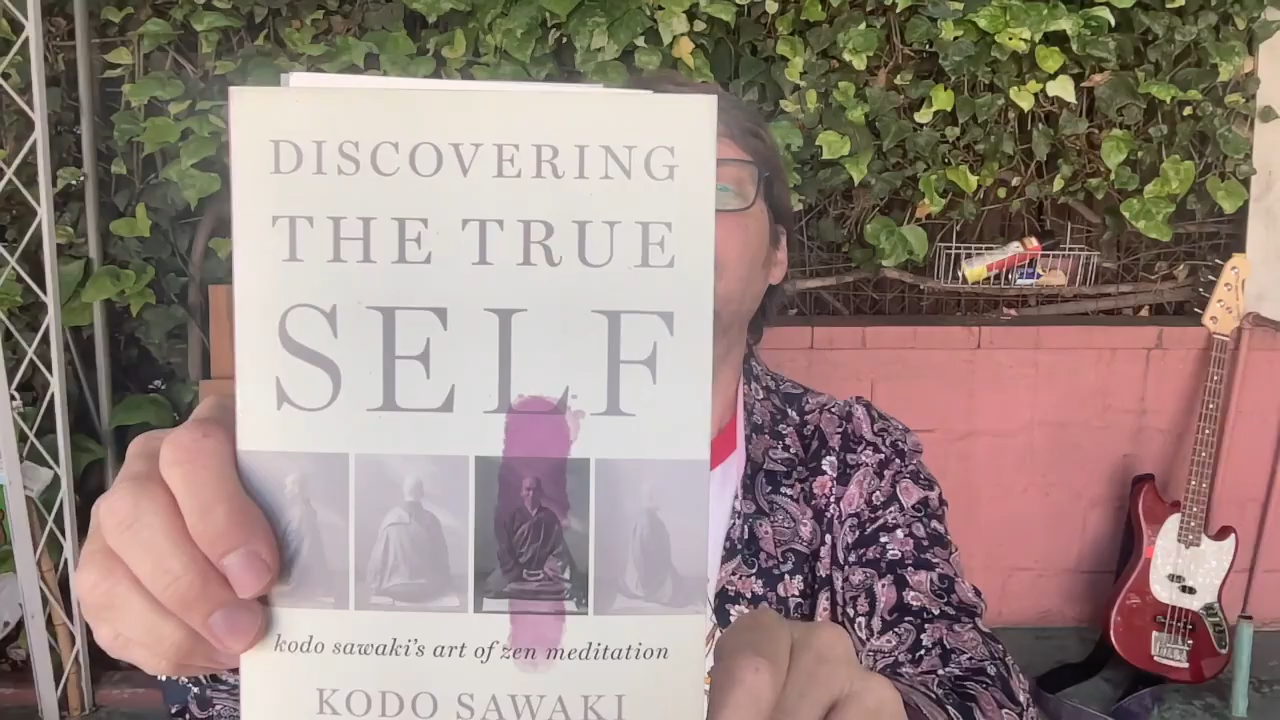 DISCOVERING
THE TRUE
SELF
kodo sawaki's art of zen meditation
KODO SAWAKI